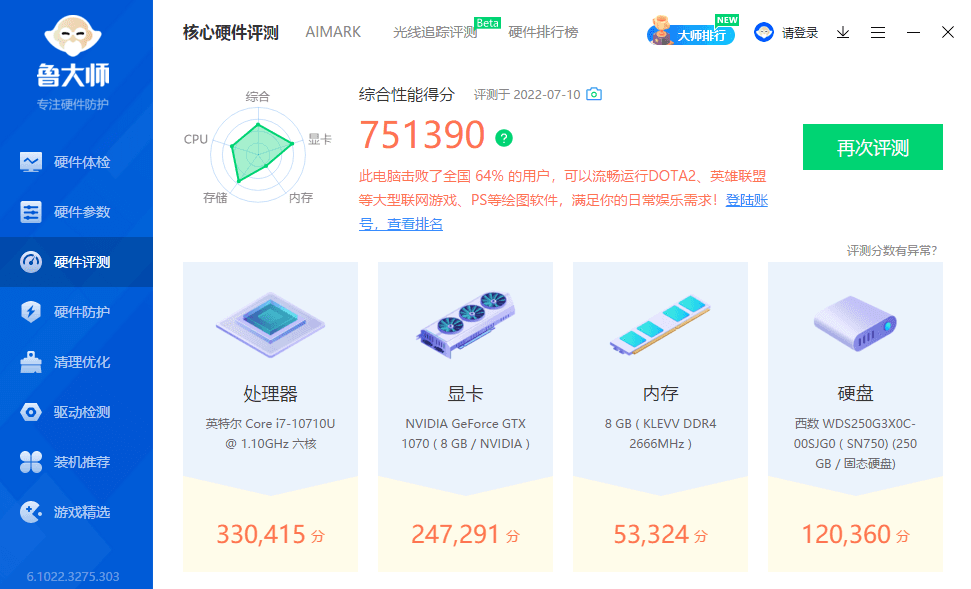 鲁大师
专注硬件防护
硬件体检
硬件参数
硬件评测
硬件防护
清理优化
驱动检测
装机推荐
游戏精选
6.1022.3275.303
核心硬件评测
AIMARK
光线追踪评测
Beta
硬件排行榜
大师排行
NEW
请登录
综合
CPU
显卡
存储
内存
综合性能得分
评测于 2022-07-10
751390
?
此电脑击败了全国 64% 的用户，可以流畅运行DOTA2、英雄联盟
等大型联网游戏、PS等绘图软件，满足你的日常娱乐需求！登陆账
号，查看排名
再次评测
评测分数有异常?
处理器
英特尔 Core i7-10710U
@ 1.10GHz 六核
330,415 分
显卡
NVIDIA GeForce GTX
1070 ( 8 GB / NVIDIA )
247,291 分
内存
8 GB ( KLEVV DDR4
2666MHz )
53,324 分
硬盘
西数 WDS250G3X0C-
00SJG0 ( SN750) (250
GB / 固态硬盘)
120,360 分